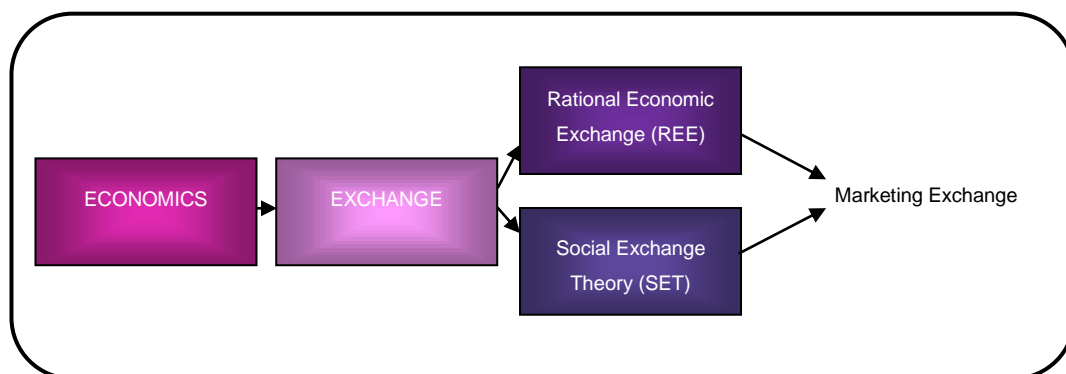 ECONOMICS
EXCHANGE
Rational Economic
Exchange (REE)
Social Exchange
Theory (SET)
Marketing Exchange